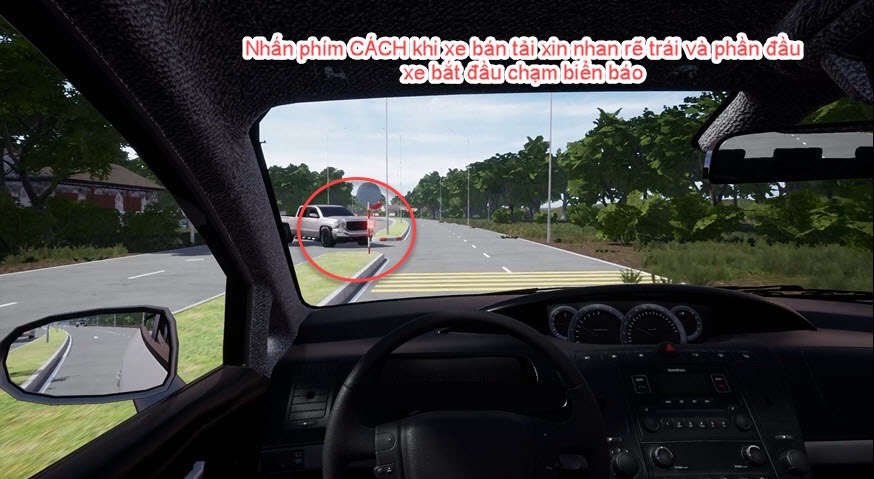 Nhấn phím CÁCH khi xe bán tải xin nhan rẽ trái và phần đầu
xe bắt đầu chạm biển báo